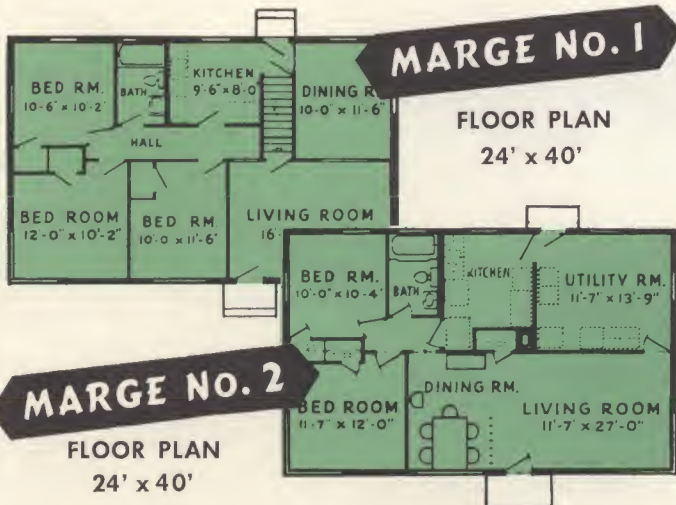 MARGE NO. 1
FLOOR PLAN
24' x 40'
BED RM.
10-6" x 10-2"
BATH
KITCHEN
9'-6" x 8'-0"
DINING
10-0" x 11-6"
HALL
BED ROOM
12-0" x 10'-2"
BED RM.
10-0 x 11'-6"
LIVING ROOM
16'
MARGE NO. 2
FLOOR PLAN
24' x 40'
BED RM.
10'-0" x 10-4'
BATH
KITCHEN
UTILITY RM.
11'-7" x 13'-9"
BED ROOM
11-7" x 12'-0"
DINING RM.
LIVING ROOM
11'-7" x 27'-0"